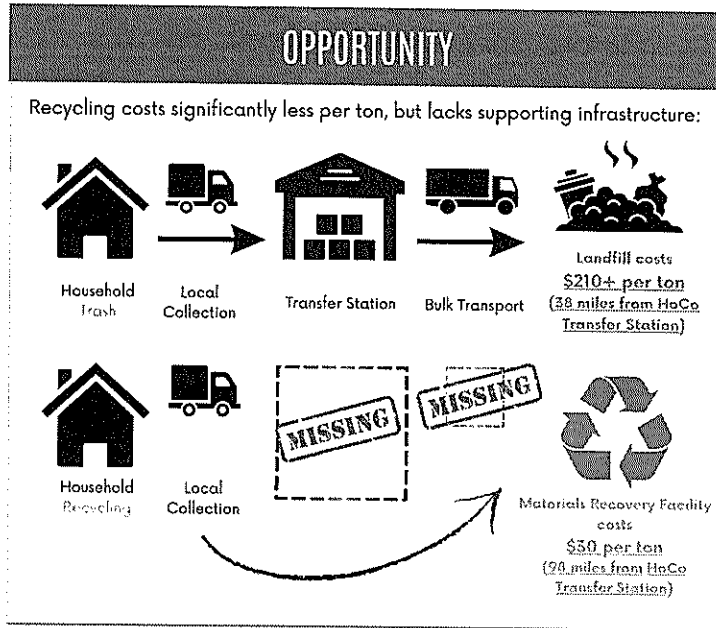 OPPORTUNITY
Recycling costs significantly less per ton, but lacks supporting infrastructure:
Household
Trash
Local
Collection
Transfer Station
Bulk Transport
Landfill costs
$210+ per ton
(38 miles from HoCo
Transfer Station)
MISSING
MISSING
Household
Recycling
Local
Collection
Materials Recovery Facility
costs
$30 per ton
(98 miles from HoCo
Transfer Station)